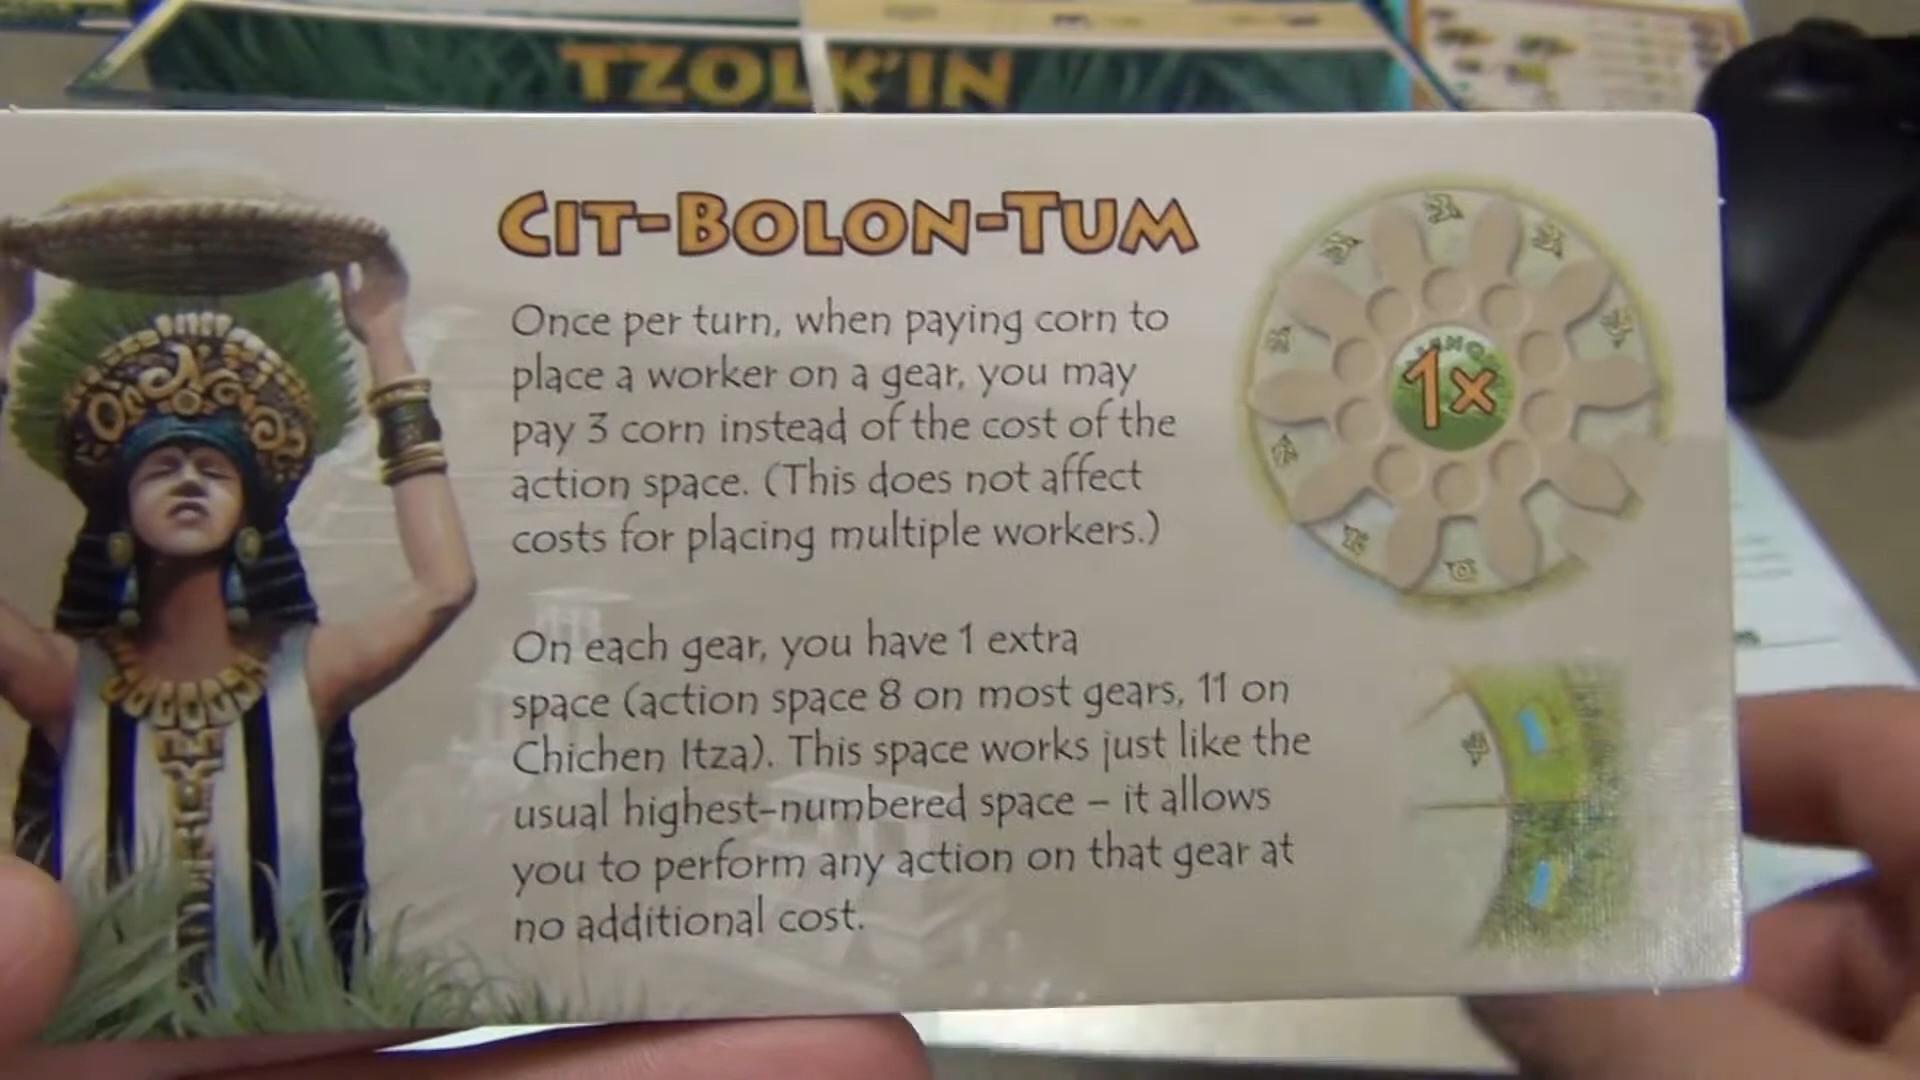 TZOLK'IN
CIT-BOLON-TUM
Once per turn, when paying corn to
place a worker on a gear, you may
pay 3 corn instead of the cost of the
action space. (This does not affect
costs for placing multiple workers.)
1x
On each gear, you have 1 extra
space (action space 8 on most gears, 11 on
Chichen Itza). This space works just like the
usual highest-numbered space – it allows
you to perform any action on that gear at
no additional cost.